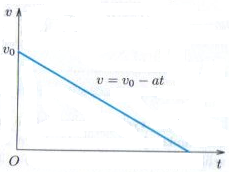 v
v₀
v = v₀ − at
O
t